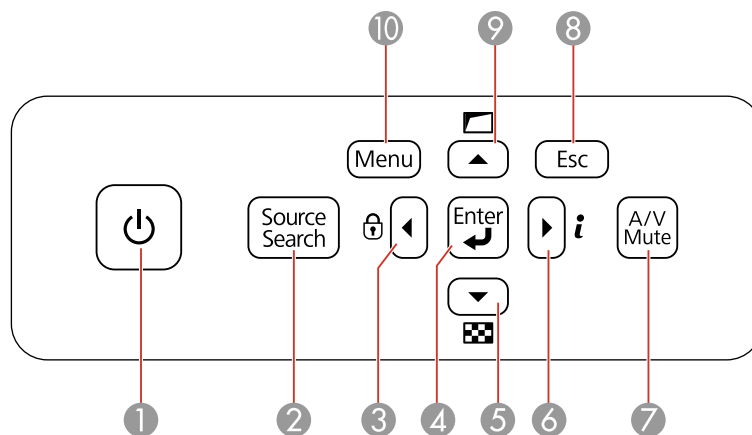 10 9 8
Menu
Esc
Source
Search
Enter
i
A/V
Mute
1 2 3 4 5 6 7